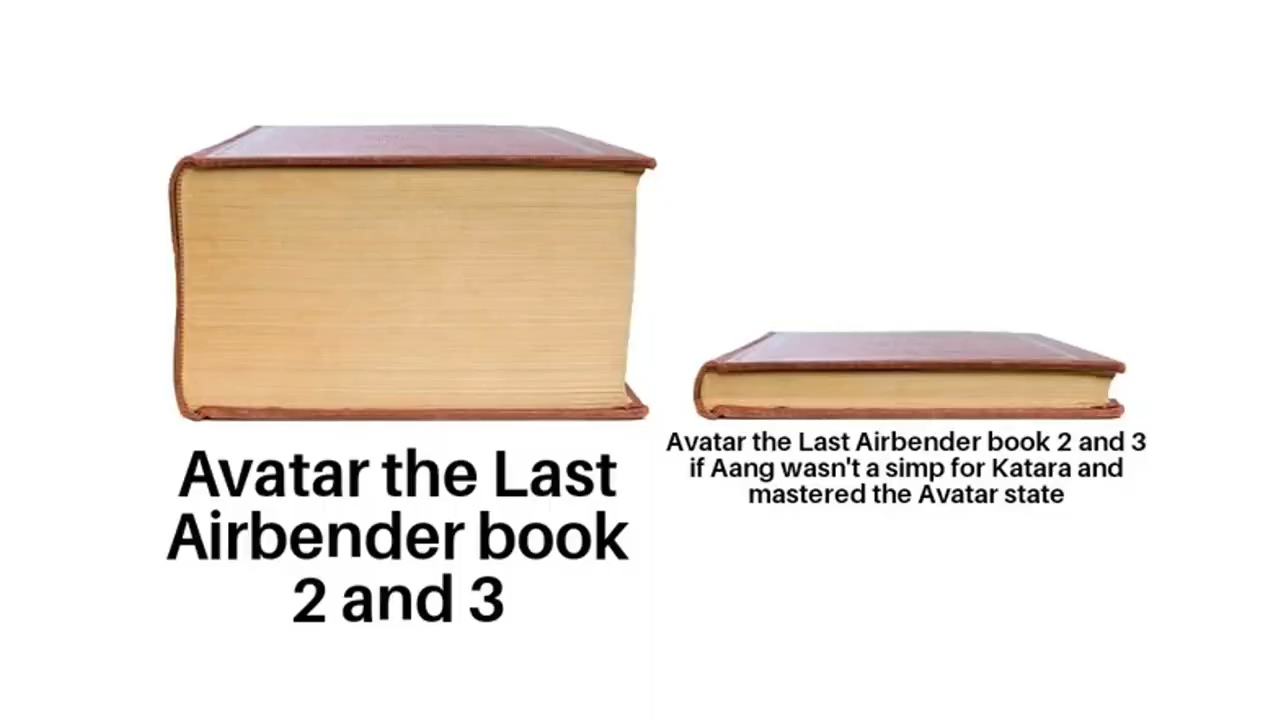 Avatar the Last
Airbender book
2 and 3
Avatar the Last Airbender book 2 and 3
if Aang wasn't a simp for Katara and
mastered the Avatar state